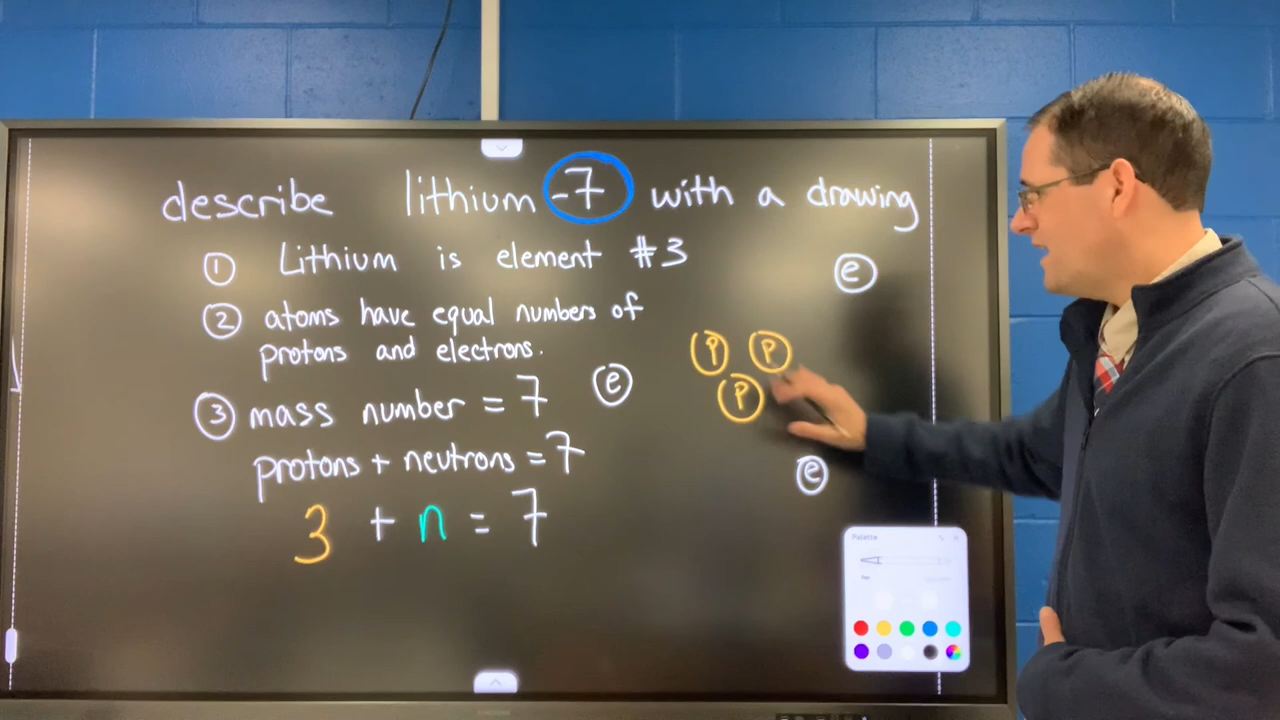 describe lithium -7 with a drawing
① Lithium is element #3
e
② atoms have equal numbers of
protons and electrons.
p p
p
e
③ mass number = 7
protons + neutrons = 7
e
3 + n = 7
Palette